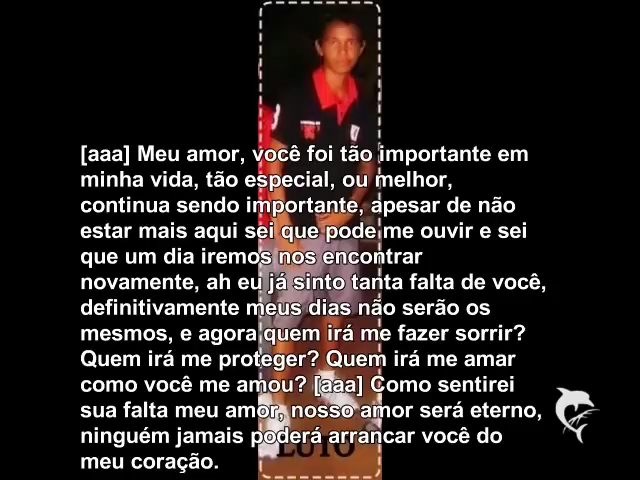 [aaa] Meu amor, você foi tão importante em
minha vida, tão especial, ou melhor,
continua sendo importante, apesar de não
estar mais aqui sei que pode me ouvir e sei
que um dia iremos nos encontrar
novamente, ah eu já sinto tanta falta de você,
definitivamente meus dias não serão os
mesmos, e agora quem irá me fazer sorrir?
Quem irá me proteger? Quem irá me amar
como você me amou? [aaa] Como sentirei
sua falta meu amor, nosso amor será eterno,
ninguém jamais poderá arrancar você do
LUTO
meu coração.